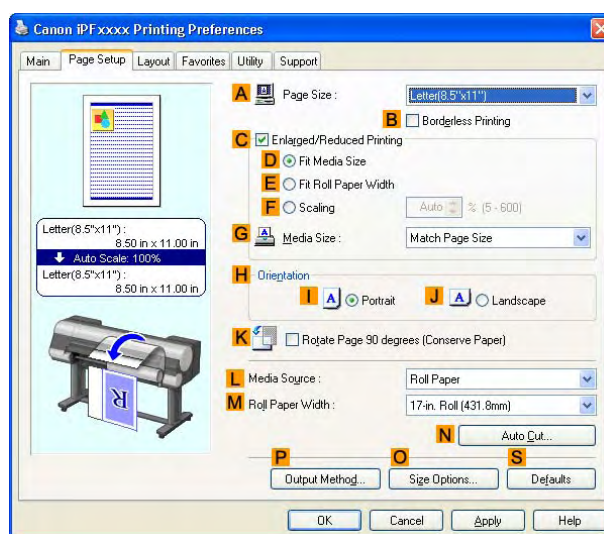 Canon iPFxxxx Printing Preferences
Main Page Setup Layout Favorites Utility Support
A Page Size : Letter(8.5"x11")
B Borderless Printing
C Enlarged/Reduced Printing
D Fit Media Size
E Fit Roll Paper Width
F Scaling Auto % (5 - 600)
G Media Size : Match Page Size
Letter(8.5"x11") :
8.50 in x 11.00 in
Auto Scale: 100%
Letter(8.5"x11") :
8.50 in x 11.00 in
H Orientation
I A Portrait J A Landscape
K Rotate Page 90 degrees (Conserve Paper)
R
L Media Source : Roll Paper
M Roll Paper Width : 17-in. Roll (431.8mm)
N Auto Cut...
P O S
Output Method... Size Options... Defaults
OK Cancel Apply Help